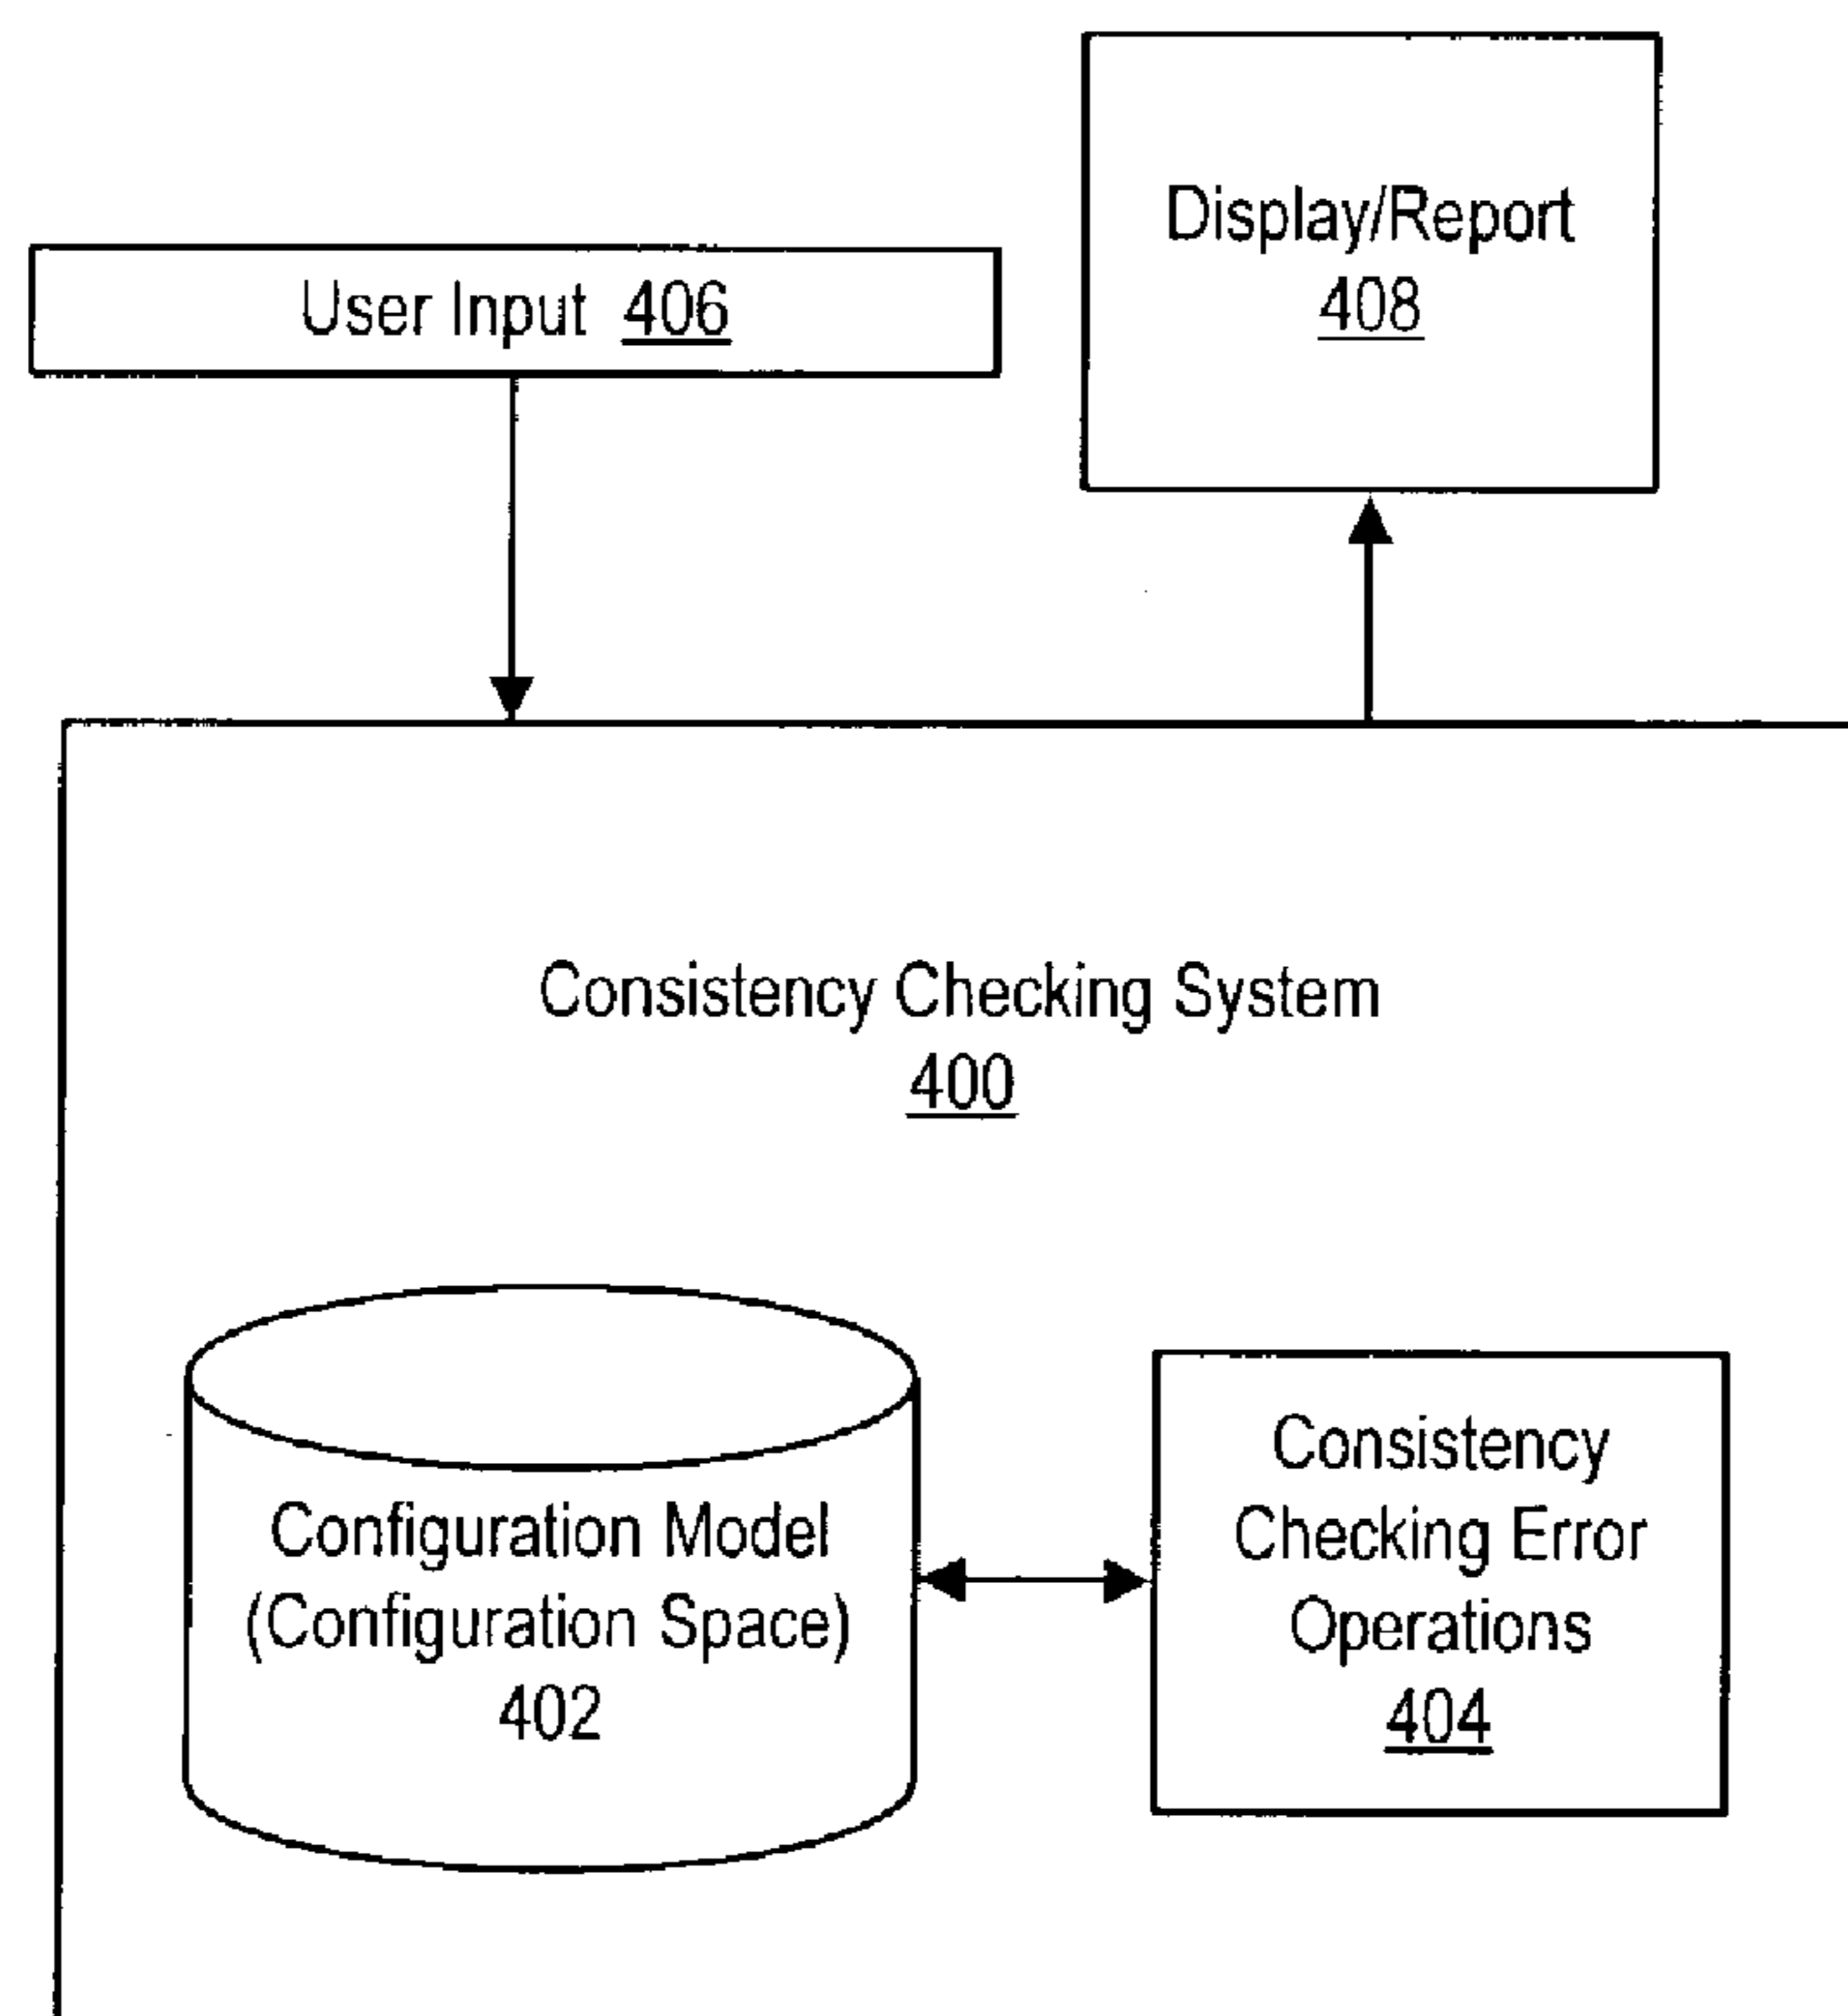 Display/Report
408
User Input 406
Consistency Checking System
400
Configuration Model
(Configuration Space)
402
Consistency
Checking Error
Operations
404